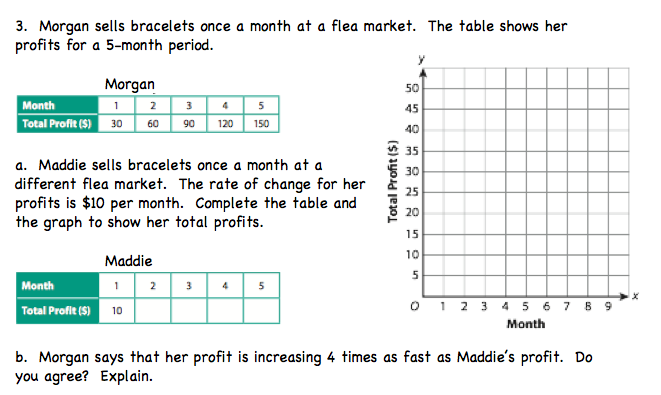 3. Morgan sells bracelets once a month at a flea market. The table shows her
profits for a 5-month period.
Morgan
Month 1 2 3 4 5
Total Profit ($) 30 60 90 120 150
a. Maddie sells bracelets once a month at a
different flea market. The rate of change for her
profits is $10 per month. Complete the table and
the graph to show her total profits.
Maddie
Month 1 2 3 4 5
Total Profit ($) 10
y
50
45
40
35
30
25
20
15
10
5
Total Profit ($)
O 1 2 3 4 5 6 7 8 9 x
Month
b. Morgan says that her profit is increasing 4 times as fast as Maddie's profit. Do
you agree? Explain.